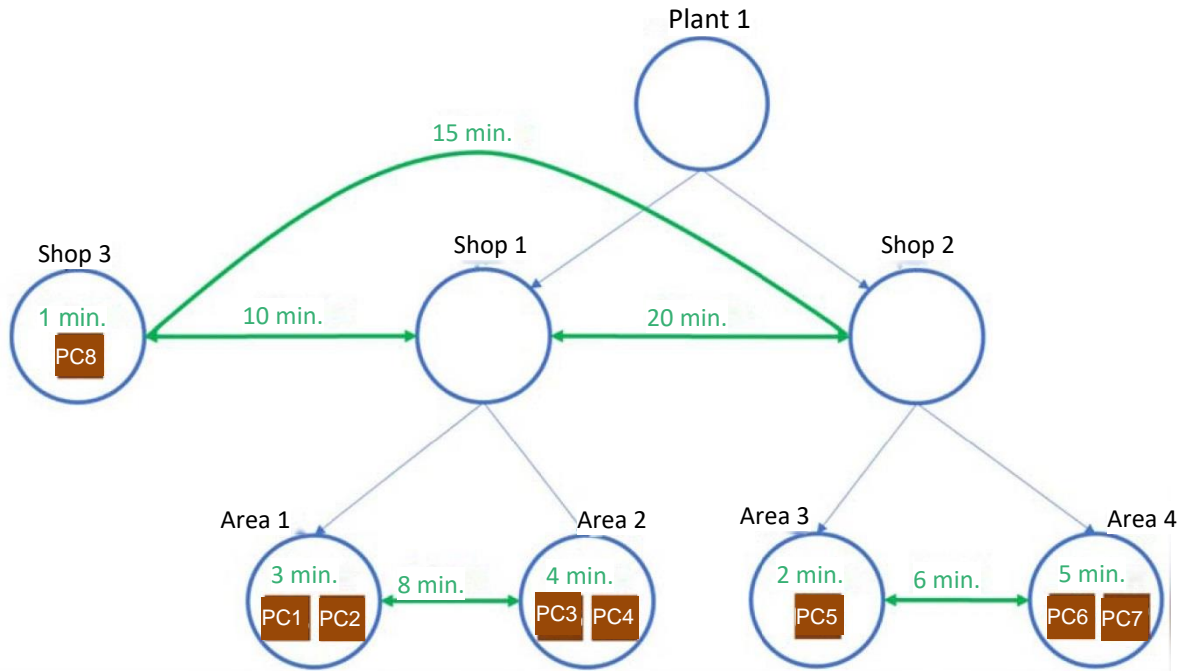 Plant 1
15 min.
Shop 3
Shop 1
Shop 2
1 min.
PC8
10 min.
20 min.
Area 1
Area 2
Area 3
Area 4
3 min.
PC1 PC2
8 min.
4 min.
PC3 PC4
2 min.
PC5
6 min.
5 min.
PC6 PC7